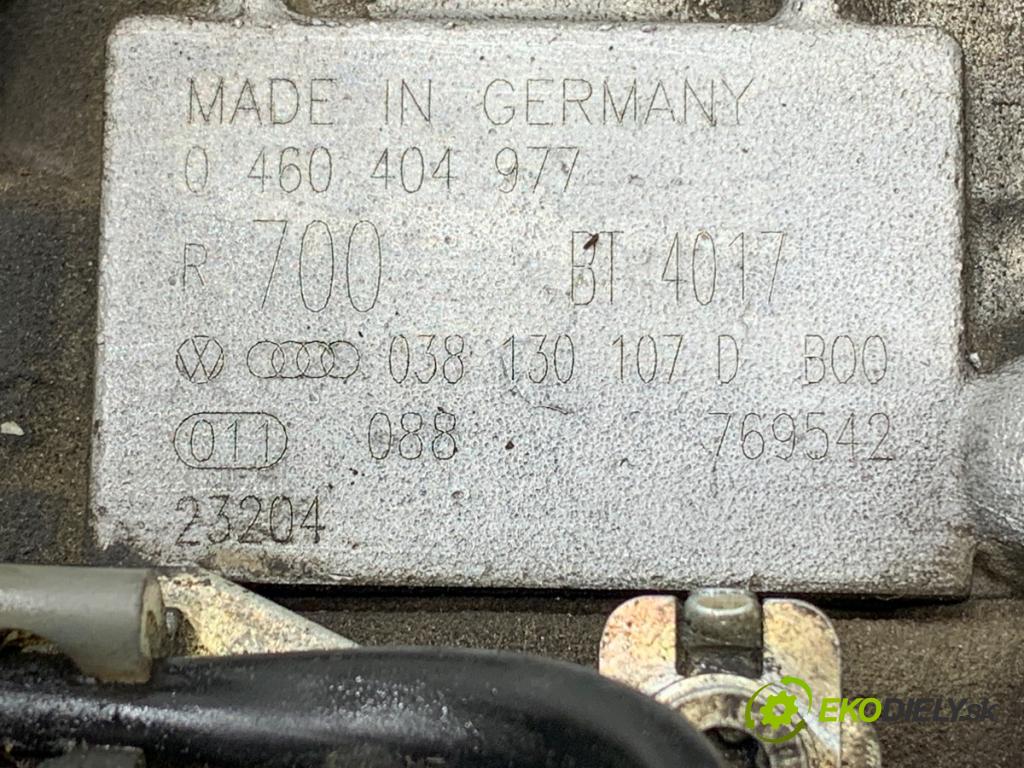 MADE IN GERMANY
0 460 404 977
R 700 BT 4017
038 130 107 D B00
011 088 769542
23204
EKODIELY.sk